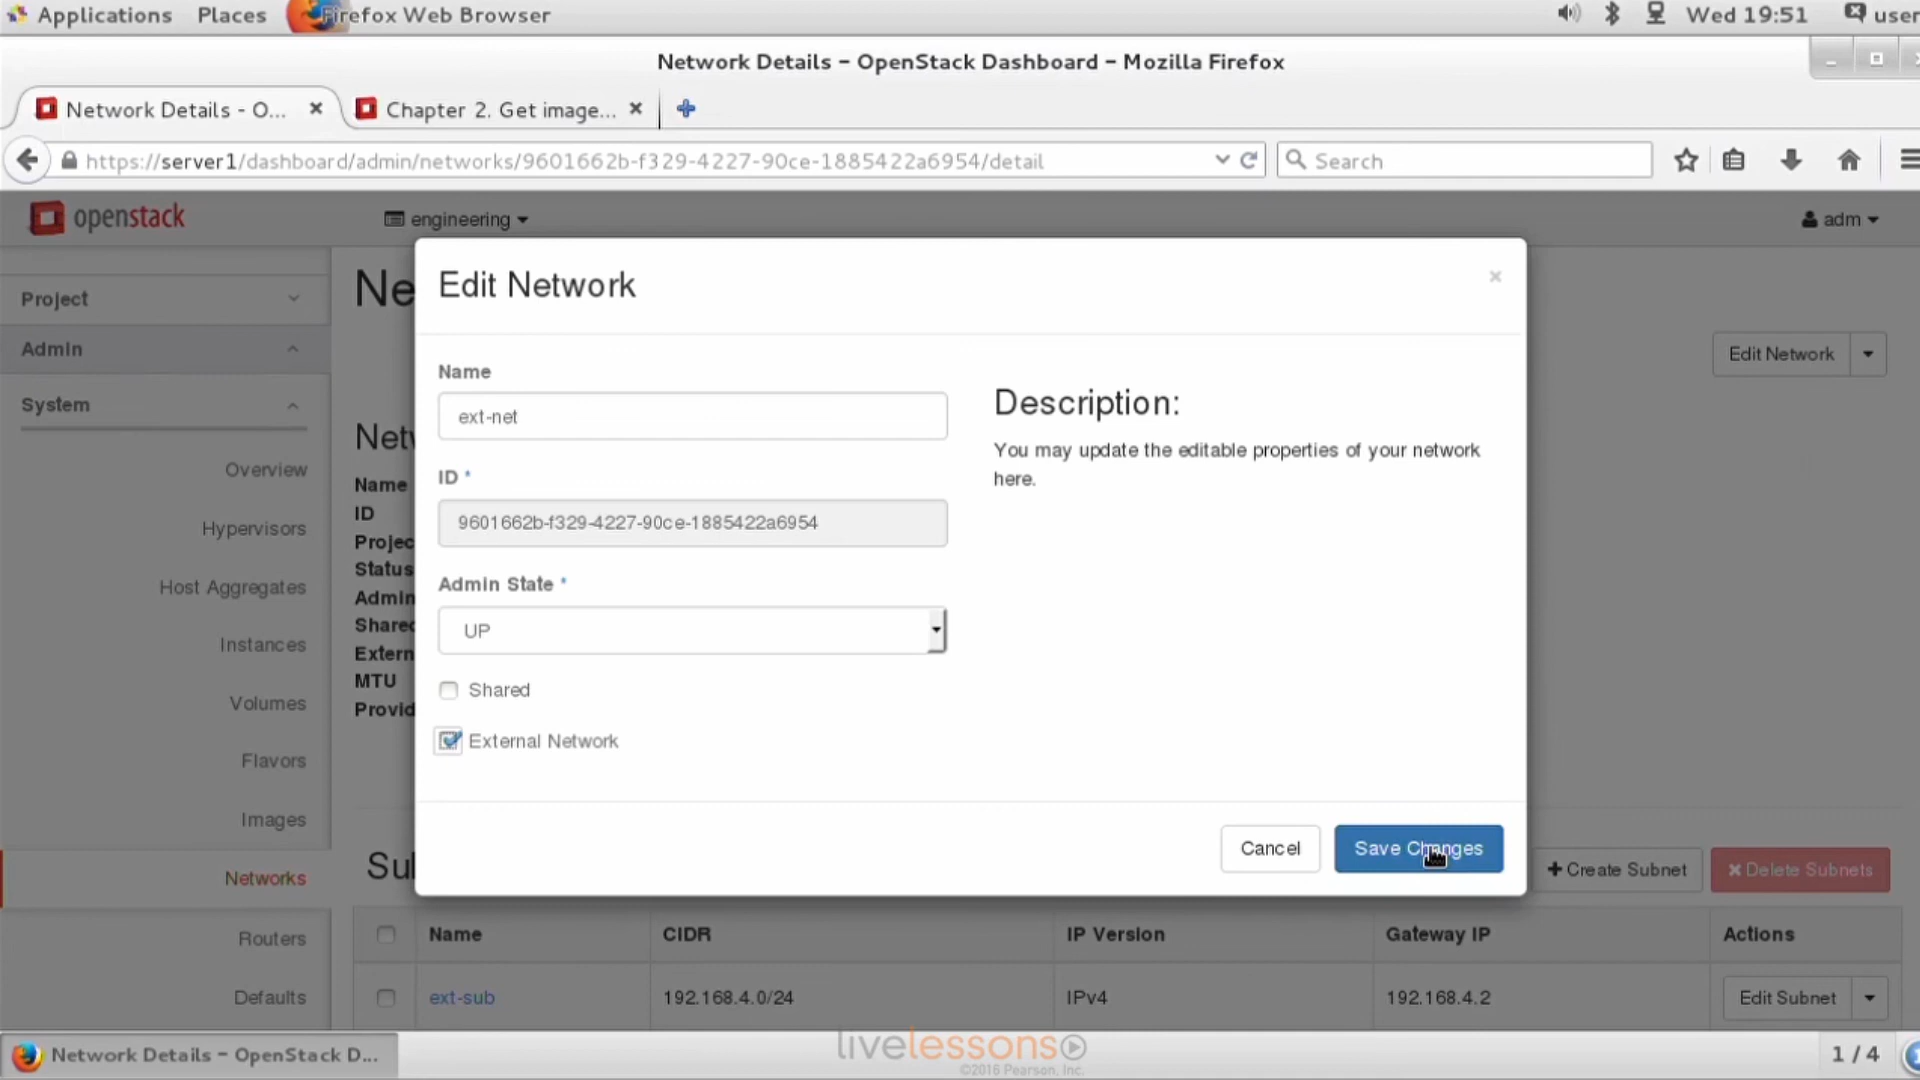 Applications Places Firefox Web Browser Wed 19:51 user
Network Details - OpenStack Dashboard - Mozilla Firefox
Network Details - O... Chapter 2. Get image...
https://server1/dashboard/admin/networks/9601662b-f329-4227-90ce-1885422a6954/detail Search
openstack engineering adm
Edit Network
Ne
Project
Admin
Edit Network
System
Name
ext-net
Description:
You may update the editable properties of your network
here.
Net
Overview
Name
ID *
ID
9601662b-f329-4227-90ce-1885422a6954
Hypervisors
Projec
Status
Admin State *
Host Aggregates
Admin
Shared
UP
Instances
Extern
MTU
Shared
Volumes
Provid
External Network
Flavors
Images
Cancel Save Changes
Sub
Create Subnet Delete Subnets
Networks
Name CIDR IP Version Gateway IP Actions
Routers
Defaults
ext-sub 192.168.4.0/24 IPv4 192.168.4.2 Edit Subnet
livelessons
©2016 Pearson, Inc.
Network Details - OpenStack D... 1 / 4